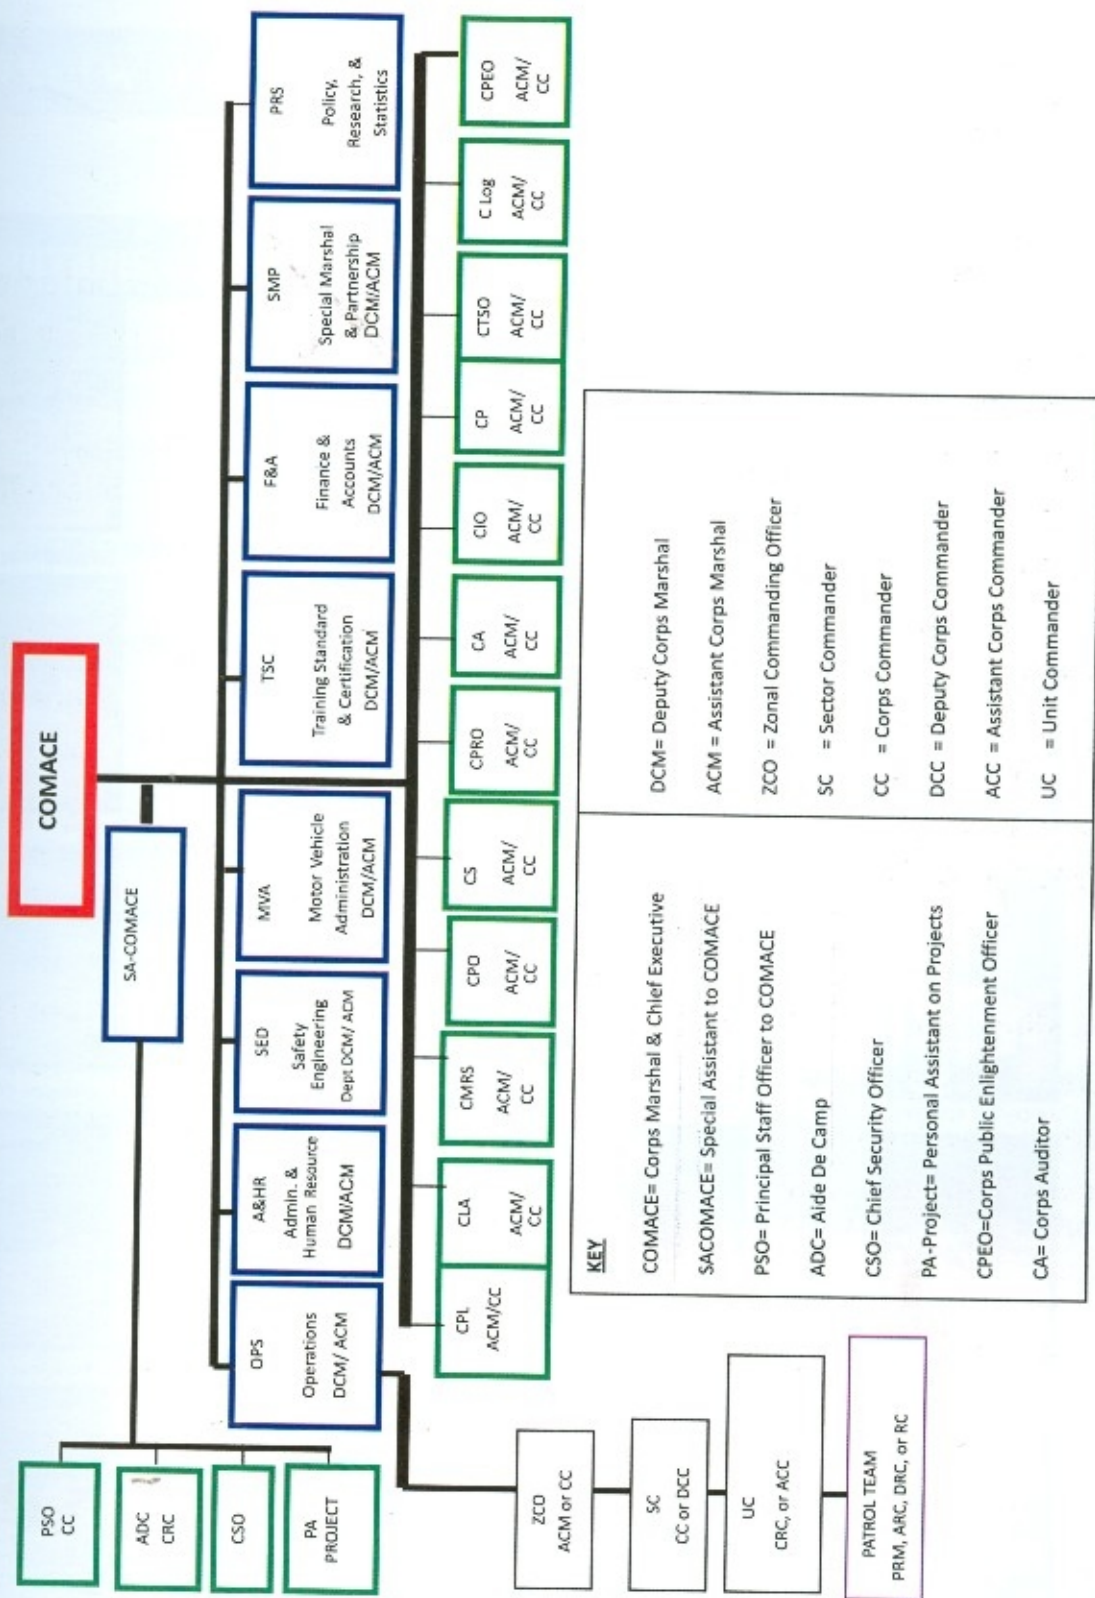 COMACE
SA-COMACE
PSO
CC
ADC
CRC
CSO
PA
PROJECT
OPS
Operations
DCM/ ACM
A&HR
Admin. &
Human Resource
DCM/ACM
SED
Safety
Engineering
Dept DCM/ ACM
MVA
Motor Vehicle
Administration
DCM/ACM
TSC
Training Standard
& Certification
DCM/ACM
F&A
Finance &
Accounts
DCM/ACM
SMP
Special Marshal
& Partnership
DCM/ACM
PRS
Policy,
Research, &
Statistics
CPL
ACM/CC
CLA
ACM/
CC
CMRS
ACM/
CC
CPO
ACM/
CC
CS
ACM/
CC
CPRO
ACM/
CC
CA
ACM/
CC
CIO
ACM/
CC
CP
ACM/
CC
CTSO
ACM/
CC
C Log
ACM/
CC
CPEO
ACM/
CC
ZCO
ACM or CC
SC
CC or DCC
UC
CRC, or ACC
PATROL TEAM
PRM, ARC, DRC, or RC
KEY
COMACE= Corps Marshal & Chief Executive
SACOMACE= Special Assistant to COMACE
PSO= Principal Staff Officer to COMACE
ADC= Aide De Camp
CSO= Chief Security Officer
PA-Project= Personal Assistant on Projects
CPEO=Corps Public Enlightenment Officer
CA= Corps Auditor
DCM= Deputy Corps Marshal
ACM = Assistant Corps Marshal
ZCO = Zonal Commanding Officer
SC = Sector Commander
CC = Corps Commander
DCC = Deputy Corps Commander
ACC = Assistant Corps Commander
UC = Unit Commander